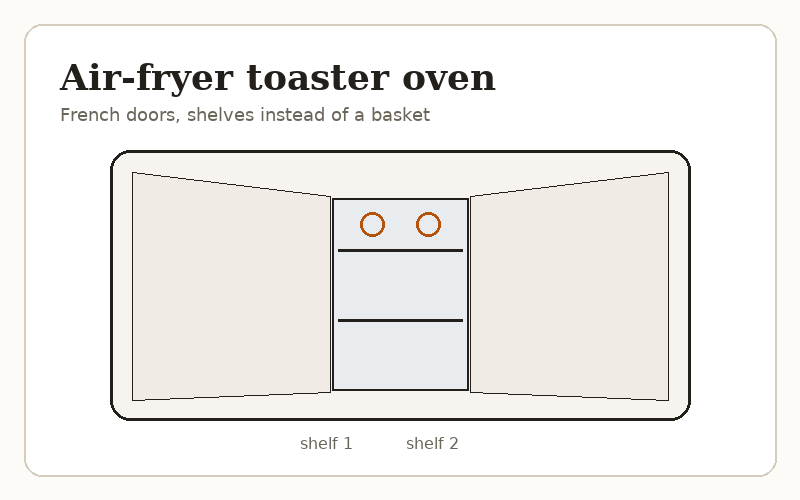 Air-fryer toaster oven
French doors, shelves instead of a basket
shelf 1 shelf 2